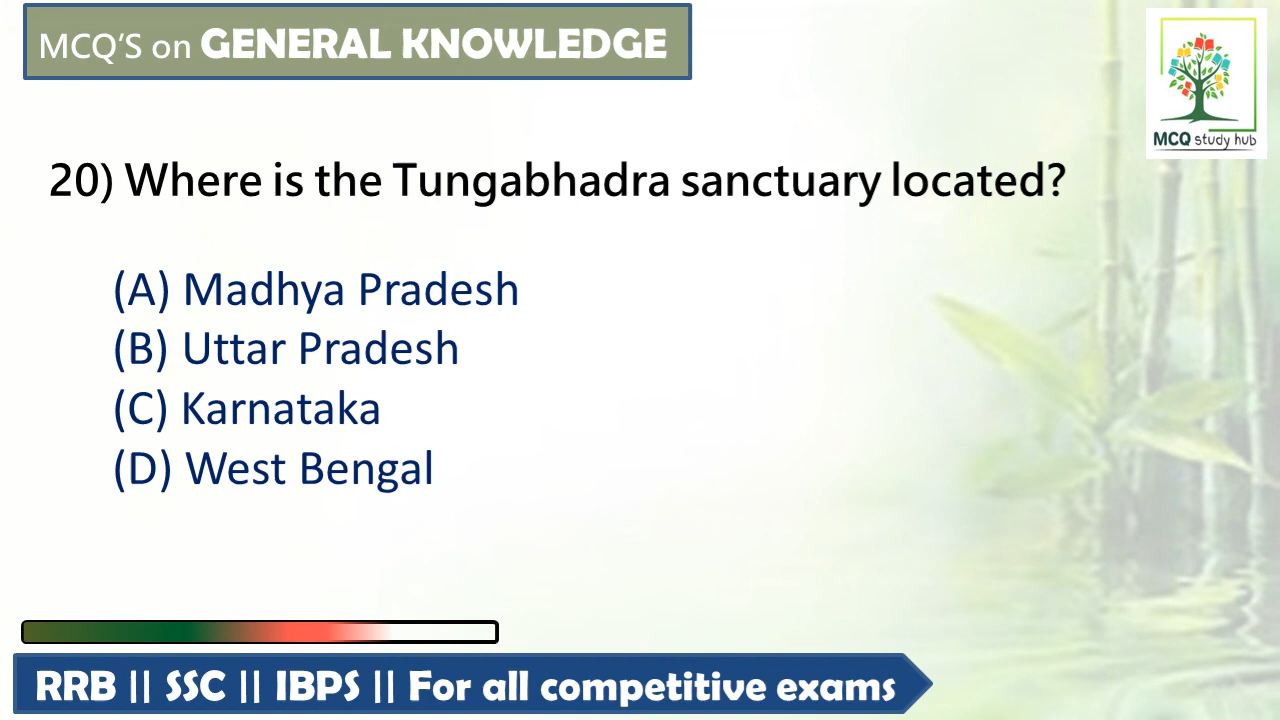 MCQ'S on GENERAL KNOWLEDGE
MCQ study hub
20) Where is the Tungabhadra sanctuary located?
(A) Madhya Pradesh
(B) Uttar Pradesh
(C) Karnataka
(D) West Bengal
RRB || SSC || IBPS || For all competitive exams